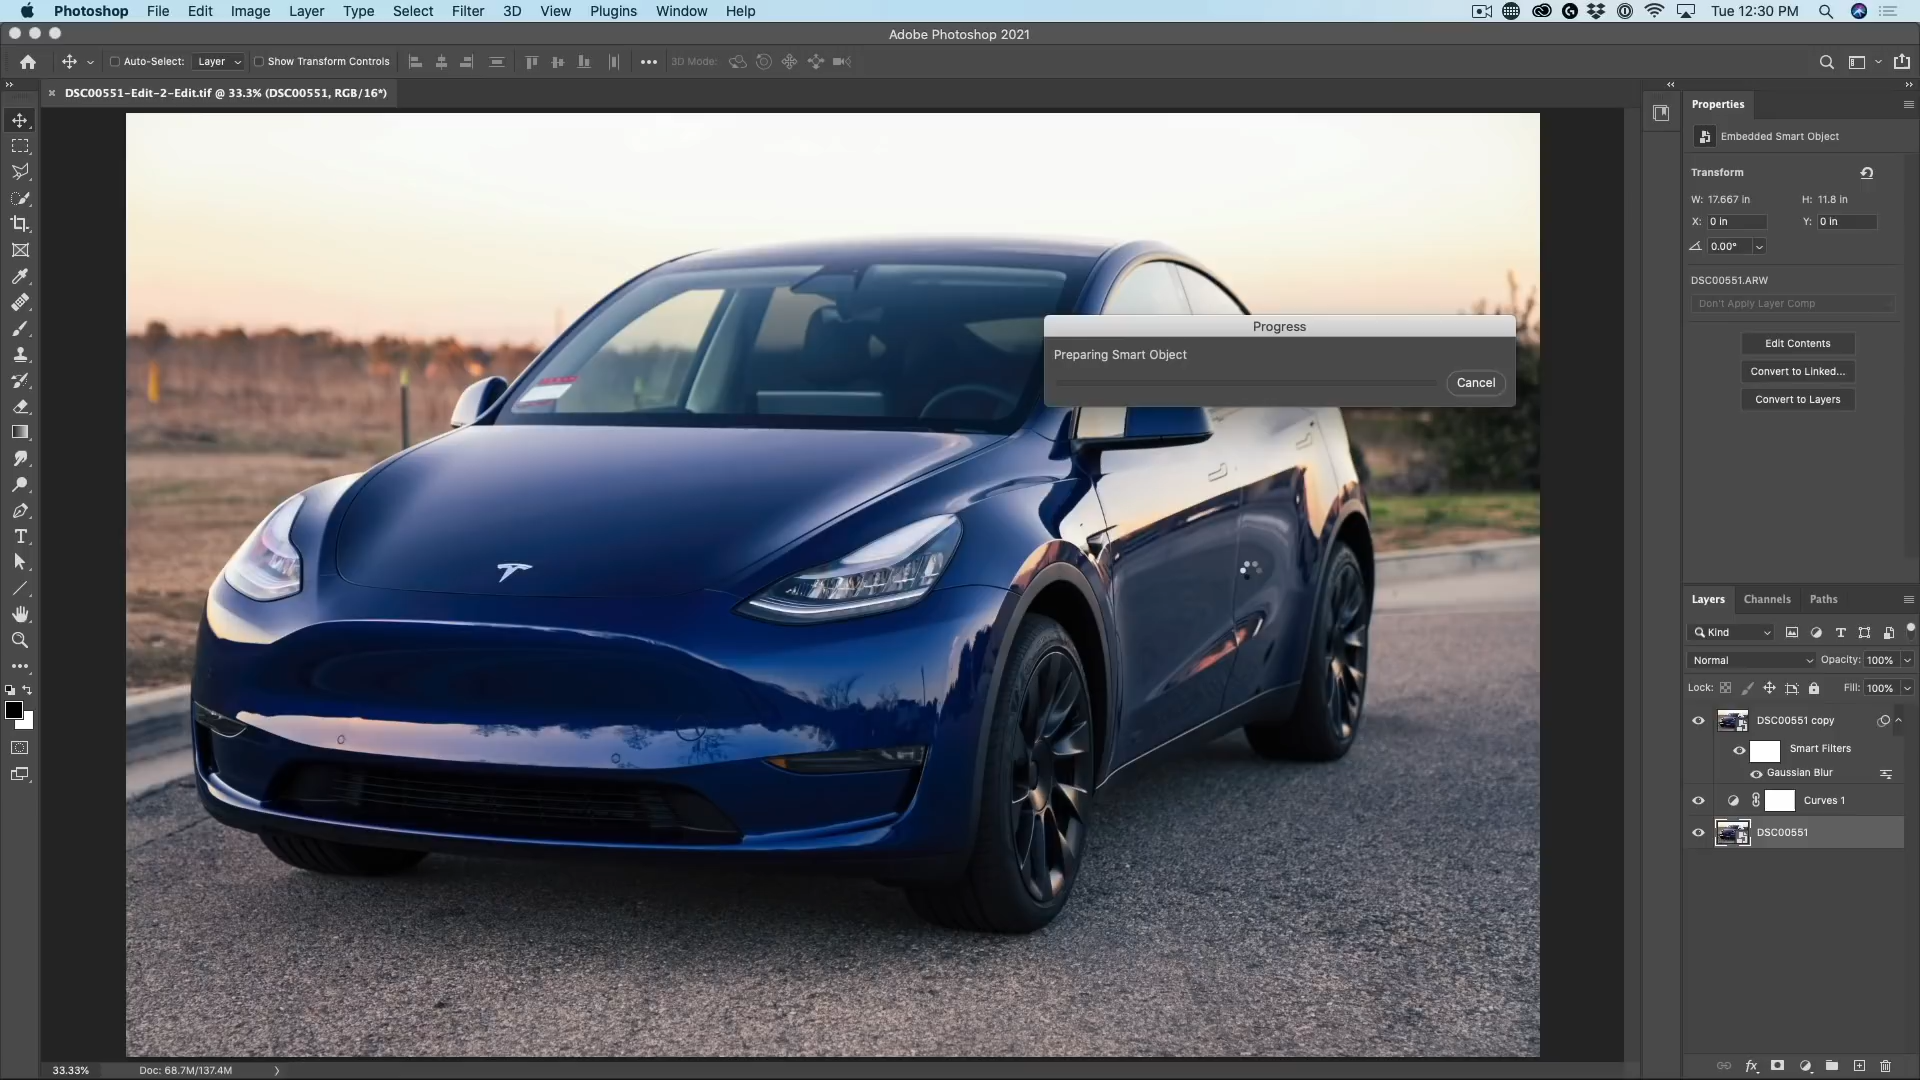 Photoshop File Edit Image Layer Type Select Filter 3D View Plugins Window Help Tue 12:30 PM
Adobe Photoshop 2021
Auto-Select: Layer Show Transform Controls 3D Mode:
DSC00551-Edit-2-Edit.tif @ 33.3% (DSC00551, RGB/16*)
Properties
Embedded Smart Object
Transform
W: 17.667 in H: 11.8 in
X: 0 in Y: 0 in
0.00°
DSC00551.ARW
Don't Apply Layer Comp
Edit Contents
Convert to Linked...
Convert to Layers
Progress
Preparing Smart Object
Cancel
Layers Channels Paths
Kind
Normal Opacity: 100%
Lock: Fill: 100%
DSC00551 copy
Smart Filters
Gaussian Blur
Curves 1
DSC00551
33.33% Doc: 68.7M/137.4M